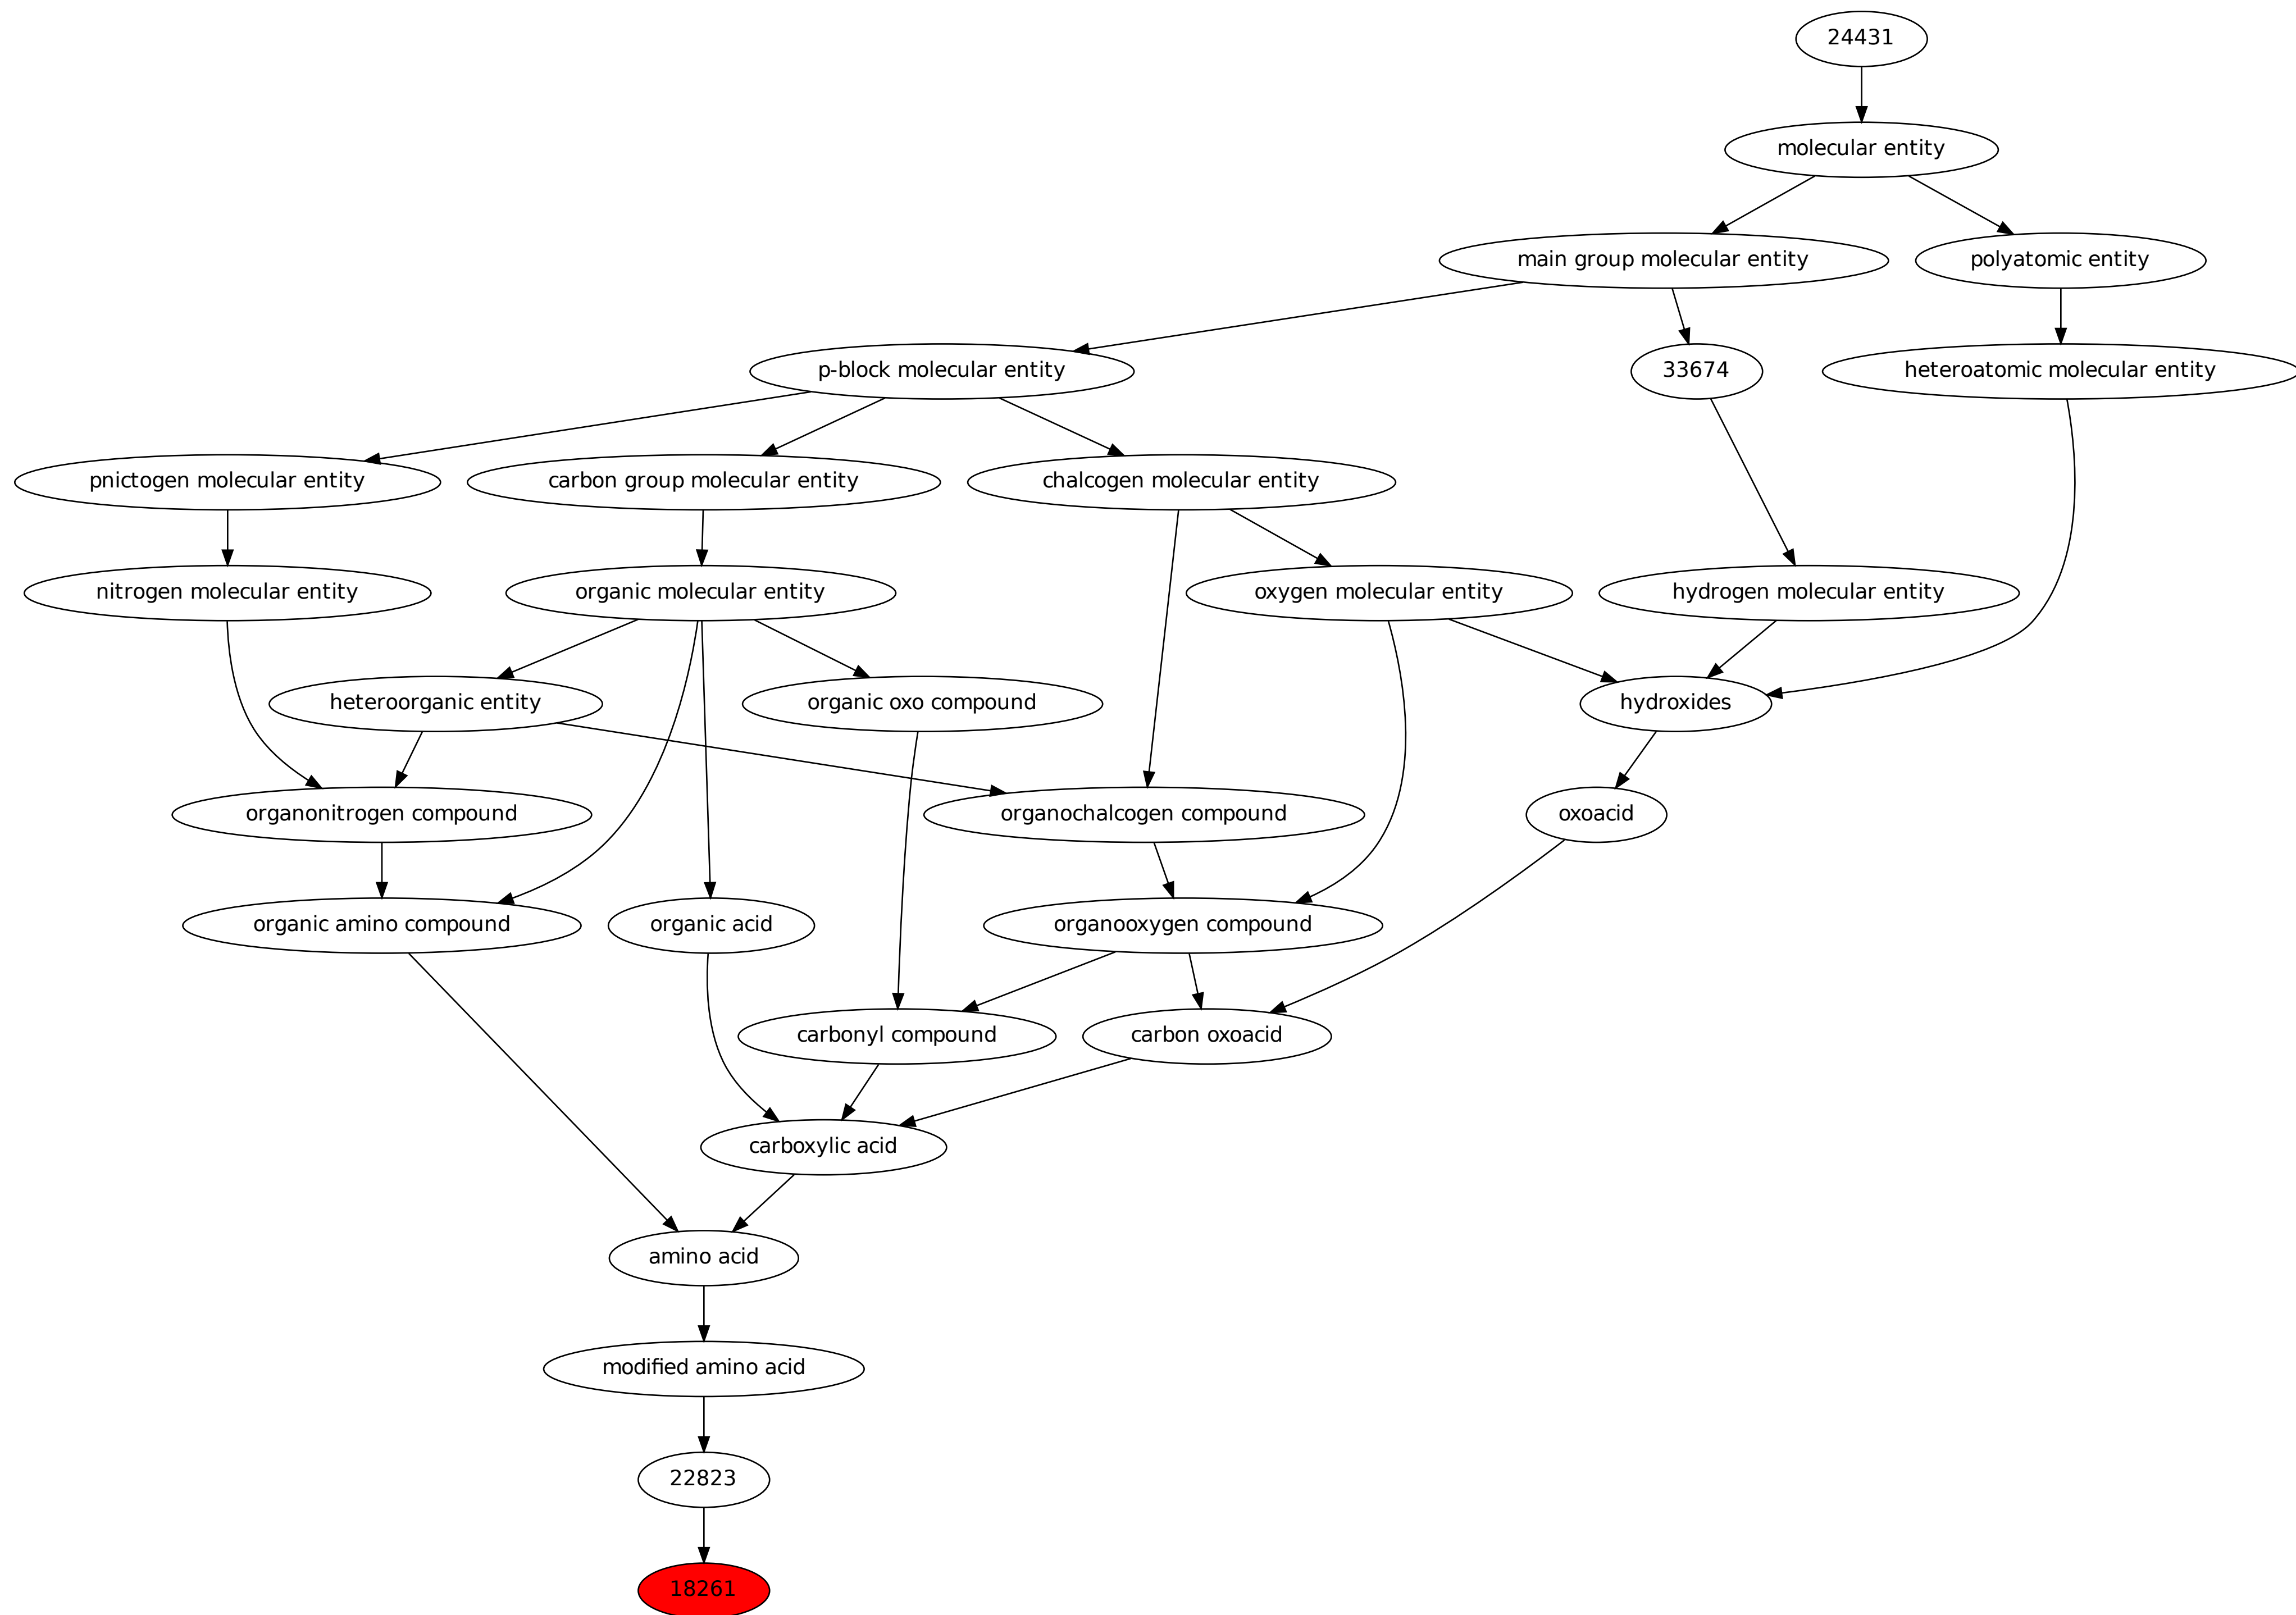 24431
molecular entity
main group molecular entity
polyatomic entity
p-block molecular entity
33674
heteroatomic molecular entity
pnictogen molecular entity
carbon group molecular entity
chalcogen molecular entity
nitrogen molecular entity
organic molecular entity
oxygen molecular entity
hydrogen molecular entity
heteroorganic entity
organic oxo compound
hydroxides
organonitrogen compound
organochalcogen compound
oxoacid
organic amino compound
organic acid
organooxygen compound
carbonyl compound
carbon oxoacid
carboxylic acid
amino acid
modified amino acid
22823
18261